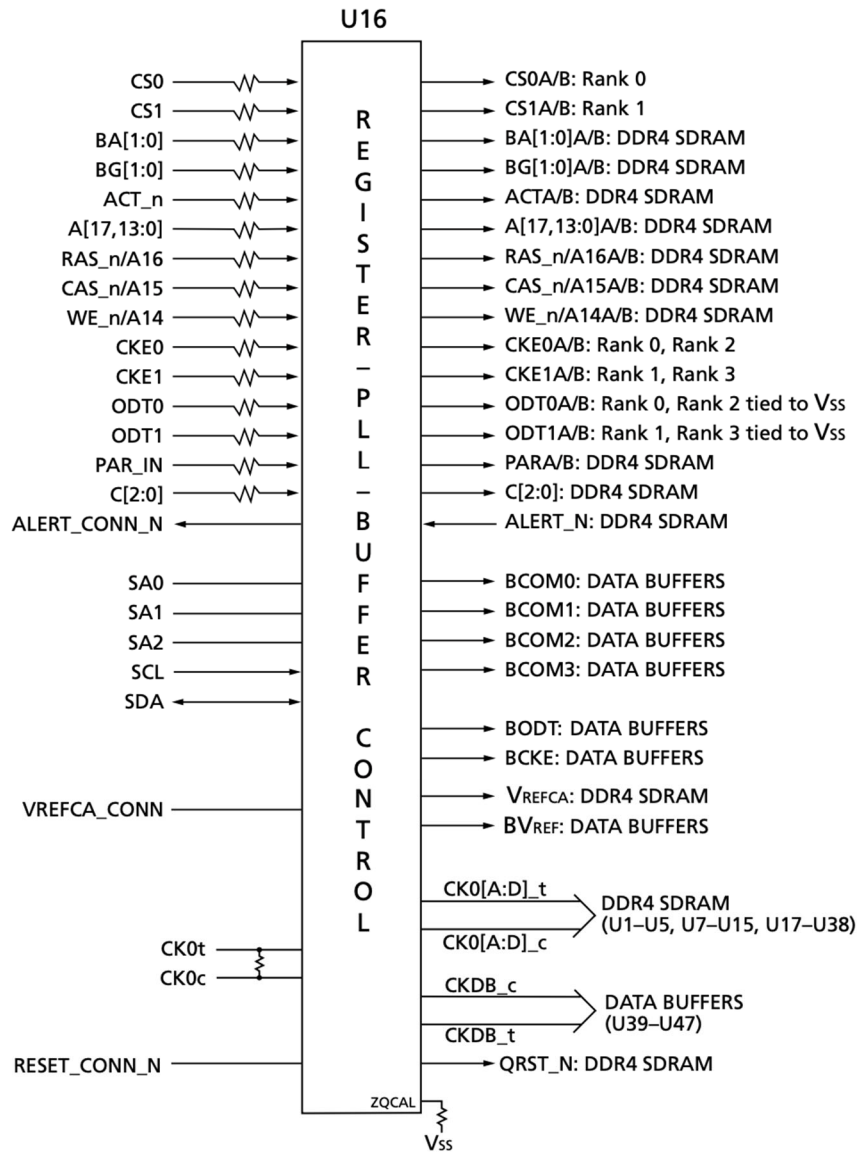 U16
CS0
CS0A/B: Rank 0
CS1
CS1A/B: Rank 1
BA[1:0]
BA[1:0]A/B: DDR4 SDRAM
BG[1:0]
BG[1:0]A/B: DDR4 SDRAM
ACT_n
ACTA/B: DDR4 SDRAM
A[17,13:0]
A[17,13:0]A/B: DDR4 SDRAM
RAS_n/A16
RAS_n/A16A/B: DDR4 SDRAM
CAS_n/A15
CAS_n/A15A/B: DDR4 SDRAM
WE_n/A14
WE_n/A14A/B: DDR4 SDRAM
CKE0
CKE0A/B: Rank 0, Rank 2
CKE1
CKE1A/B: Rank 1, Rank 3
ODT0
ODT0A/B: Rank 0, Rank 2 tied to VSS
ODT1
ODT1A/B: Rank 1, Rank 3 tied to VSS
PAR_IN
PARA/B: DDR4 SDRAM
C[2:0]
C[2:0]: DDR4 SDRAM
ALERT_CONN_N
ALERT_N: DDR4 SDRAM
REGISTER–PLL–BUFFER CONTROL
SA0
BCOM0: DATA BUFFERS
SA1
BCOM1: DATA BUFFERS
SA2
BCOM2: DATA BUFFERS
SCL
BCOM3: DATA BUFFERS
SDA
BODT: DATA BUFFERS
BCKE: DATA BUFFERS
VREFCA_CONN
VREFCA: DDR4 SDRAM
BVREF: DATA BUFFERS
CK0[A:D]_t
DDR4 SDRAM
(U1–U5, U7–U15, U17–U38)
CK0[A:D]_c
CK0t
CK0c
CKDB_c
DATA BUFFERS
(U39–U47)
CKDB_t
RESET_CONN_N
QRST_N: DDR4 SDRAM
ZQCAL
VSS